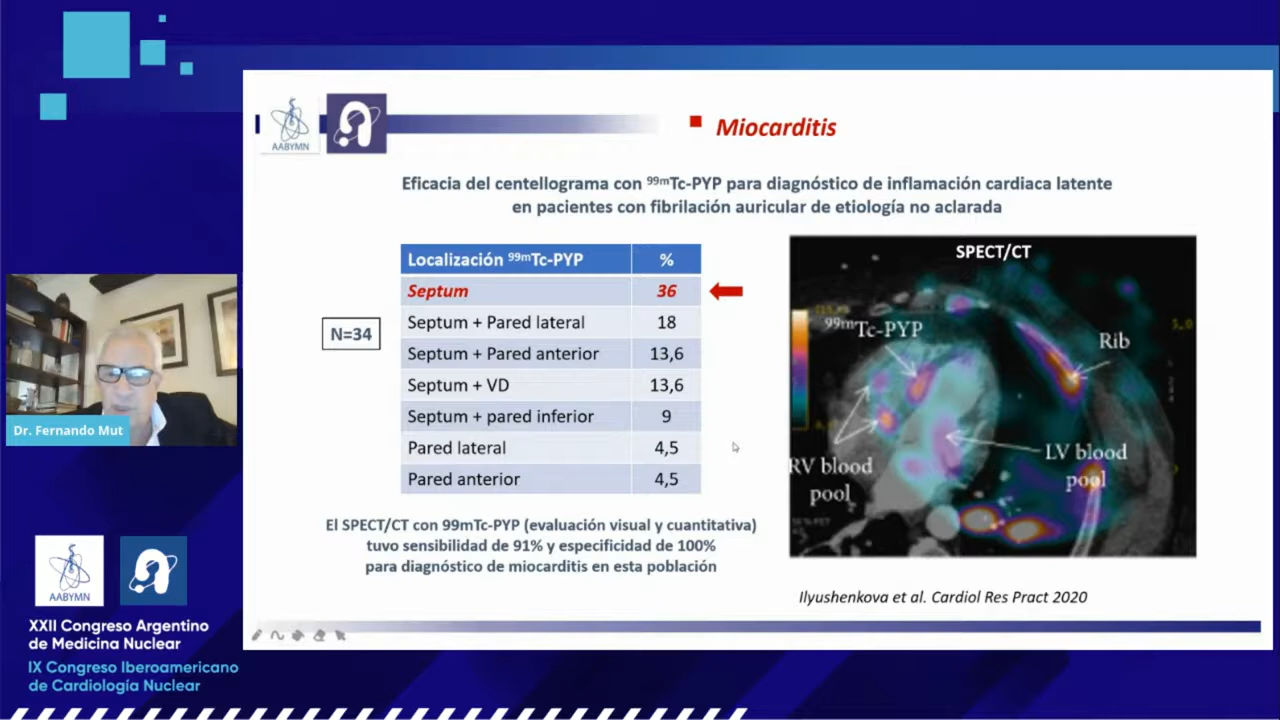 AABYMN
Miocarditis
Eficacia del centellograma con ⁹⁹ᵐTc-PYP para diagnóstico de inflamación cardiaca latente
en pacientes con fibrilación auricular de etiología no aclarada
N=34
Localización ⁹⁹ᵐTc-PYP %
Septum 36
Septum + Pared lateral 18
Septum + Pared anterior 13,6
Septum + VD 13,6
Septum + pared inferior 9
Pared lateral 4,5
Pared anterior 4,5
El SPECT/CT con 99mTc-PYP (evaluación visual y cuantitativa)
tuvo sensibilidad de 91% y especificidad de 100%
para diagnóstico de miocarditis en esta población
SPECT/CT
⁹⁹ᵐTc-PYP
Rib
5.0
RV blood
pool
LV blood
pool
Ilyushenkova et al. Cardiol Res Pract 2020
Dr. Fernando Mut
AABYMN
XXII Congreso Argentino
de Medicina Nuclear
IX Congreso Iberoamericano
de Cardiología Nuclear